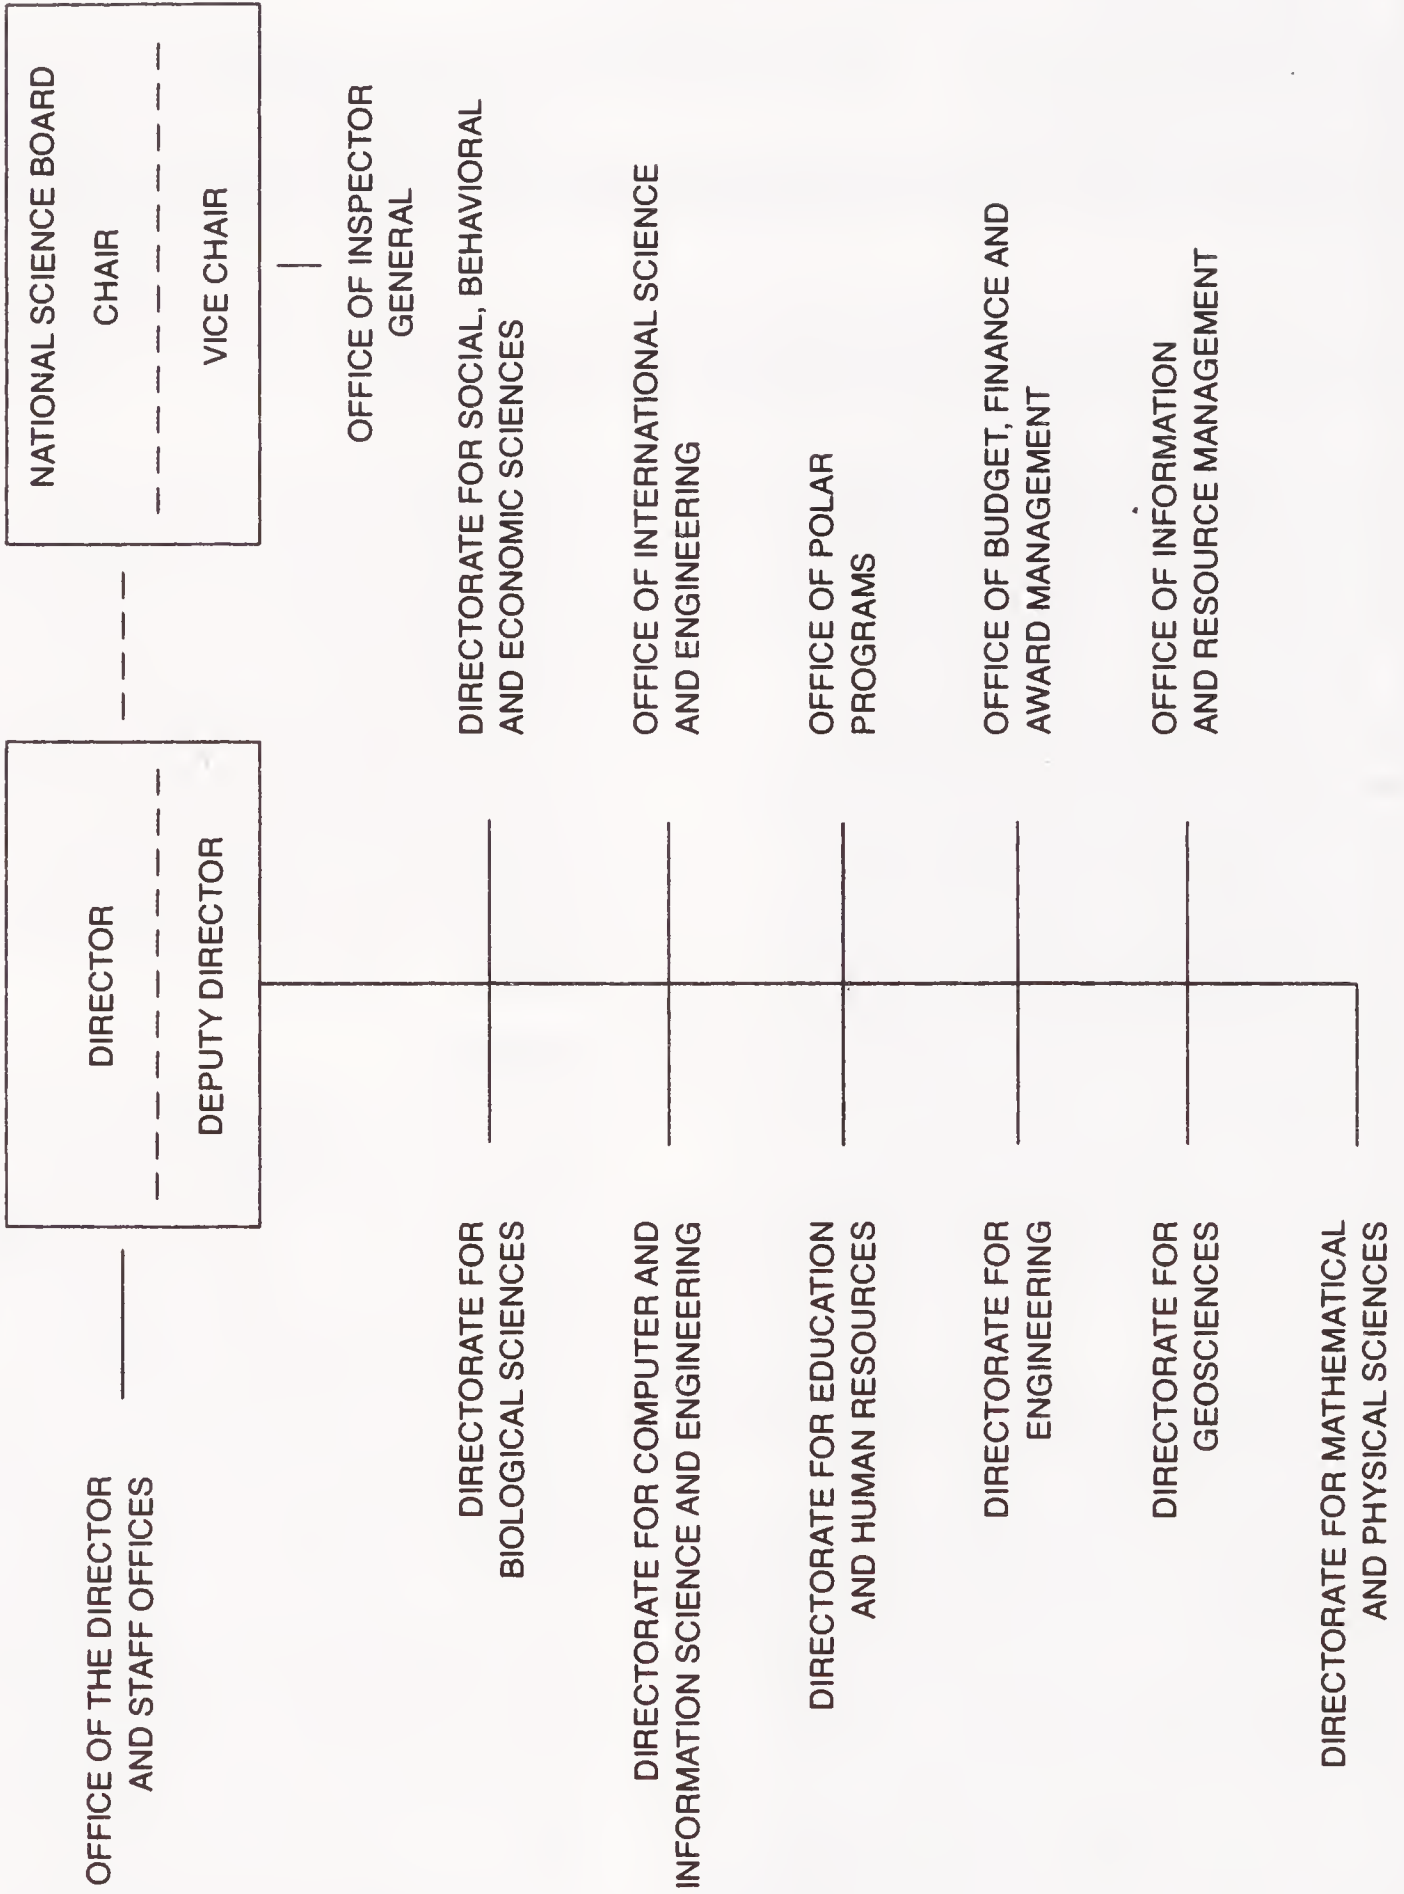 OFFICE OF THE DIRECTOR
AND STAFF OFFICES
DIRECTOR
DEPUTY DIRECTOR
NATIONAL SCIENCE BOARD
CHAIR
VICE CHAIR
OFFICE OF INSPECTOR
GENERAL
DIRECTORATE FOR
BIOLOGICAL SCIENCES
DIRECTORATE FOR SOCIAL, BEHAVIORAL
AND ECONOMIC SCIENCES
DIRECTORATE FOR COMPUTER AND
INFORMATION SCIENCE AND ENGINEERING
OFFICE OF INTERNATIONAL SCIENCE
AND ENGINEERING
DIRECTORATE FOR EDUCATION
AND HUMAN RESOURCES
OFFICE OF POLAR
PROGRAMS
DIRECTORATE FOR
ENGINEERING
OFFICE OF BUDGET, FINANCE AND
AWARD MANAGEMENT
DIRECTORATE FOR
GEOSCIENCES
OFFICE OF INFORMATION
AND RESOURCE MANAGEMENT
DIRECTORATE FOR MATHEMATICAL
AND PHYSICAL SCIENCES